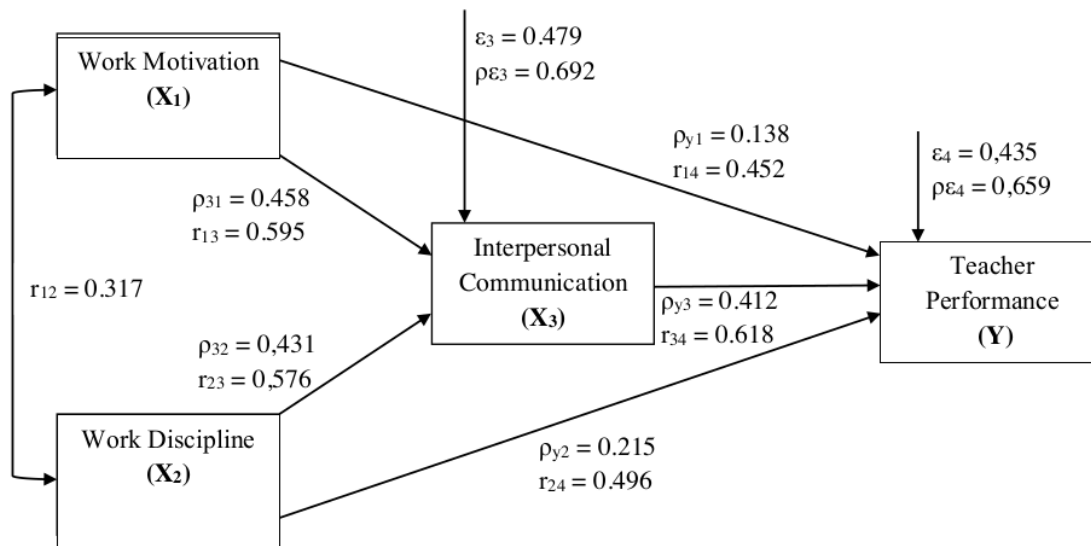 Work Motivation
(X₁)
ε₃ = 0.479
ρε₃ = 0.692
ρy₁ = 0.138
r₁₄ = 0.452
ε₄ = 0,435
ρε₄ = 0,659
ρ₃₁ = 0.458
r₁₃ = 0.595
Interpersonal
Communication
(X₃)
Teacher
Performance
(Y)
r₁₂ = 0.317
ρy₃ = 0.412
r₃₄ = 0.618
ρ₃₂ = 0,431
r₂₃ = 0,576
Work Discipline
(X₂)
ρy₂ = 0.215
r₂₄ = 0.496